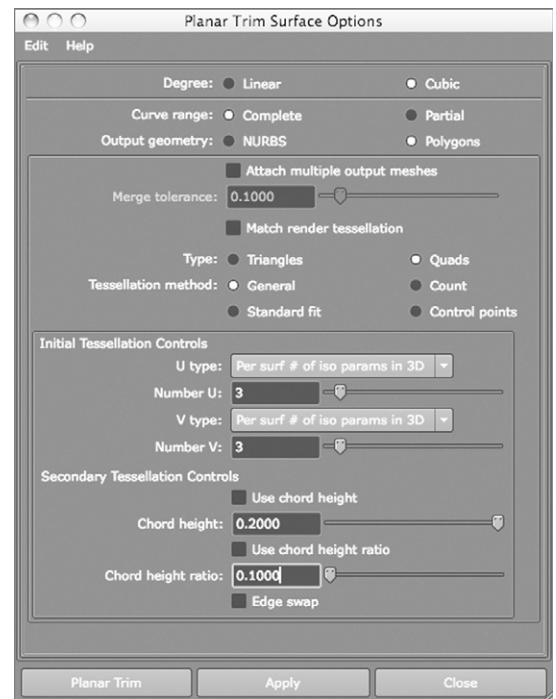 Planar Trim Surface Options
Edit Help
Degree: Linear Cubic
Curve range: Complete Partial
Output geometry: NURBS Polygons
Attach multiple output meshes
Merge tolerance: 0.1000
Match render tessellation
Type: Triangles Quads
Tessellation method: General Count
Standard fit Control points
Initial Tessellation Controls
U type: Per surf # of iso params in 3D
Number U: 3
V type: Per surf # of iso params in 3D
Number V: 3
Secondary Tessellation Controls
Use chord height
Chord height: 0.2000
Use chord height ratio
Chord height ratio: 0.1000
Edge swap
Planar Trim Apply Close